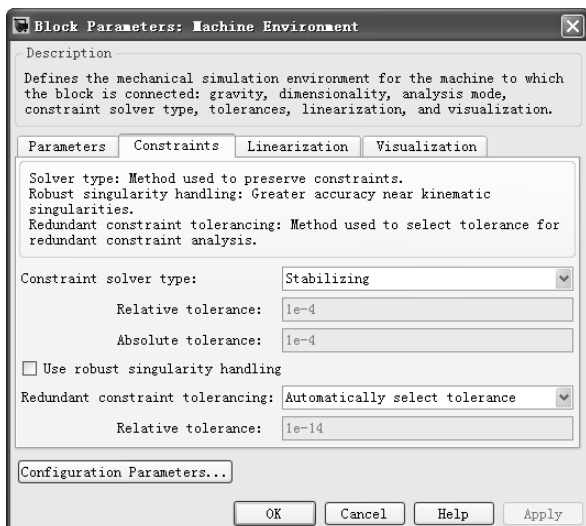 Block Parameters: Machine Environment
Description
Defines the mechanical simulation environment for the machine to which
the block is connected: gravity, dimensionality, analysis mode,
constraint solver type, tolerances, linearization, and visualization.
Parameters Constraints Linearization Visualization
Solver type: Method used to preserve constraints.
Robust singularity handling: Greater accuracy near kinematic
singularities.
Redundant constraint tolerancing: Method used to select tolerance for
redundant constraint analysis.
Constraint solver type: Stabilizing
Relative tolerance: 1e-4
Absolute tolerance: 1e-4
Use robust singularity handling
Redundant constraint tolerancing: Automatically select tolerance
Relative tolerance: 1e-14
Configuration Parameters...
OK Cancel Help Apply